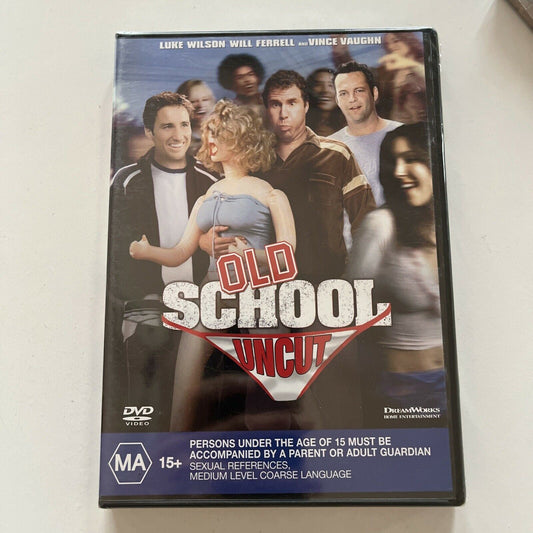 LUKE WILSON WILL FERRELL AND VINCE VAUGHN
OLD
SCHOOL
UNCUT
DVD
VIDEO
DREAMWORKS
HOME ENTERTAINMENT
MA 15+
PERSONS UNDER THE AGE OF 15 MUST BE
ACCOMPANIED BY A PARENT OR ADULT GUARDIAN
SEXUAL REFERENCES,
MEDIUM LEVEL COARSE LANGUAGE